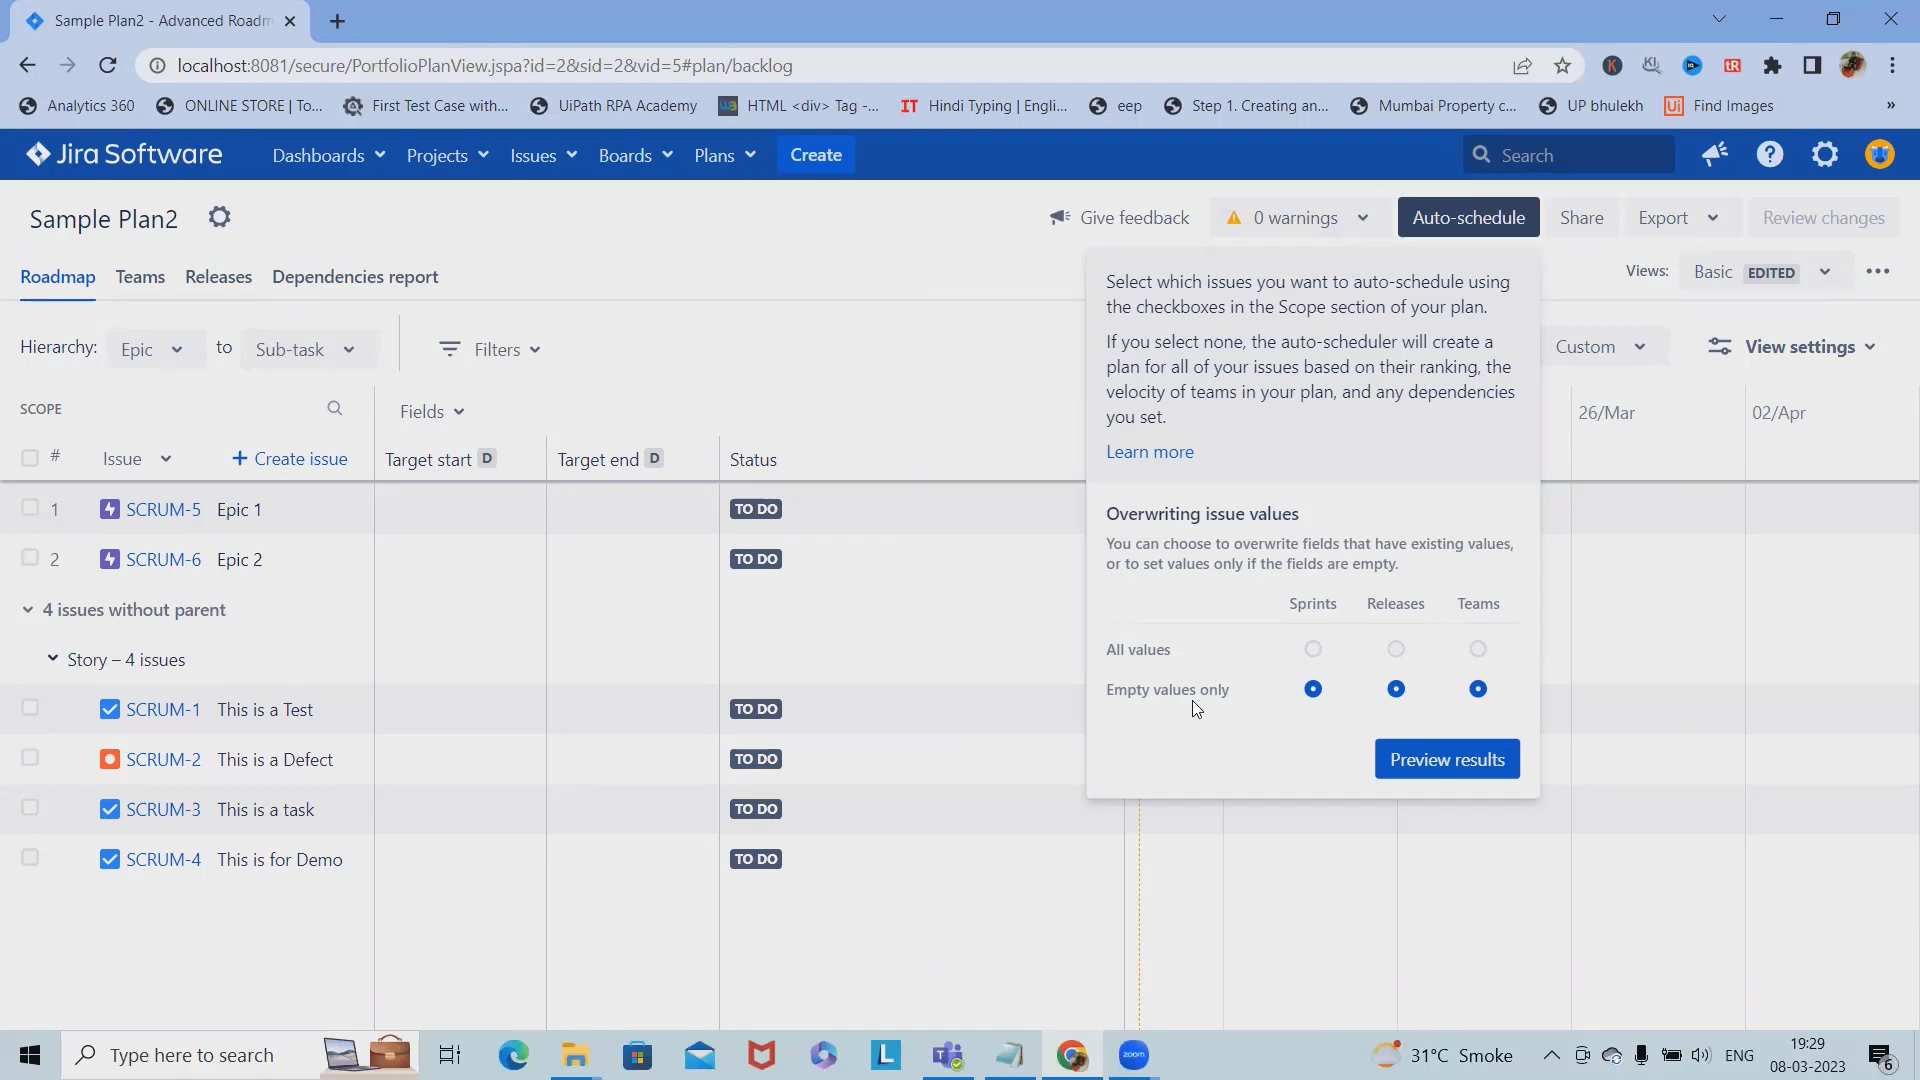 Sample Plan2 - Advanced Roadm
localhost:8081/secure/PortfolioPlanView.jspa?id=2&sid=2&vid=5#plan/backlog
Analytics 360
ONLINE STORE | To...
First Test Case with...
UiPath RPA Academy
HTML <div> Tag -...
Hindi Typing | Engli...
eep
Step 1. Creating an...
Mumbai Property c...
UP bhulekh
Find Images
»
Jira Software
Dashboards
Projects
Issues
Boards
Plans
Create
Search
Sample Plan2
Give feedback
0 warnings
Auto-schedule
Share
Export
Review changes
Roadmap
Teams
Releases
Dependencies report
Views:
Basic EDITED
Hierarchy:
Epic
to
Sub-task
Filters
Custom
View settings
Select which issues you want to auto-schedule using
the checkboxes in the Scope section of your plan.
If you select none, the auto-scheduler will create a
plan for all of your issues based on their ranking, the
velocity of teams in your plan, and any dependencies
you set.
Learn more
SCOPE
Fields
26/Mar
02/Apr
#
Issue
+ Create issue
Target start D
Target end D
Status
1 SCRUM-5 Epic 1 TO DO
2 SCRUM-6 Epic 2 TO DO
4 issues without parent
Story – 4 issues
SCRUM-1 This is a Test TO DO
SCRUM-2 This is a Defect TO DO
SCRUM-3 This is a task TO DO
SCRUM-4 This is for Demo TO DO
Overwriting issue values
You can choose to overwrite fields that have existing values,
or to set values only if the fields are empty.
Sprints Releases Teams
All values
Empty values only
Preview results
Type here to search
31°C Smoke
ENG
19:29
08-03-2023
6